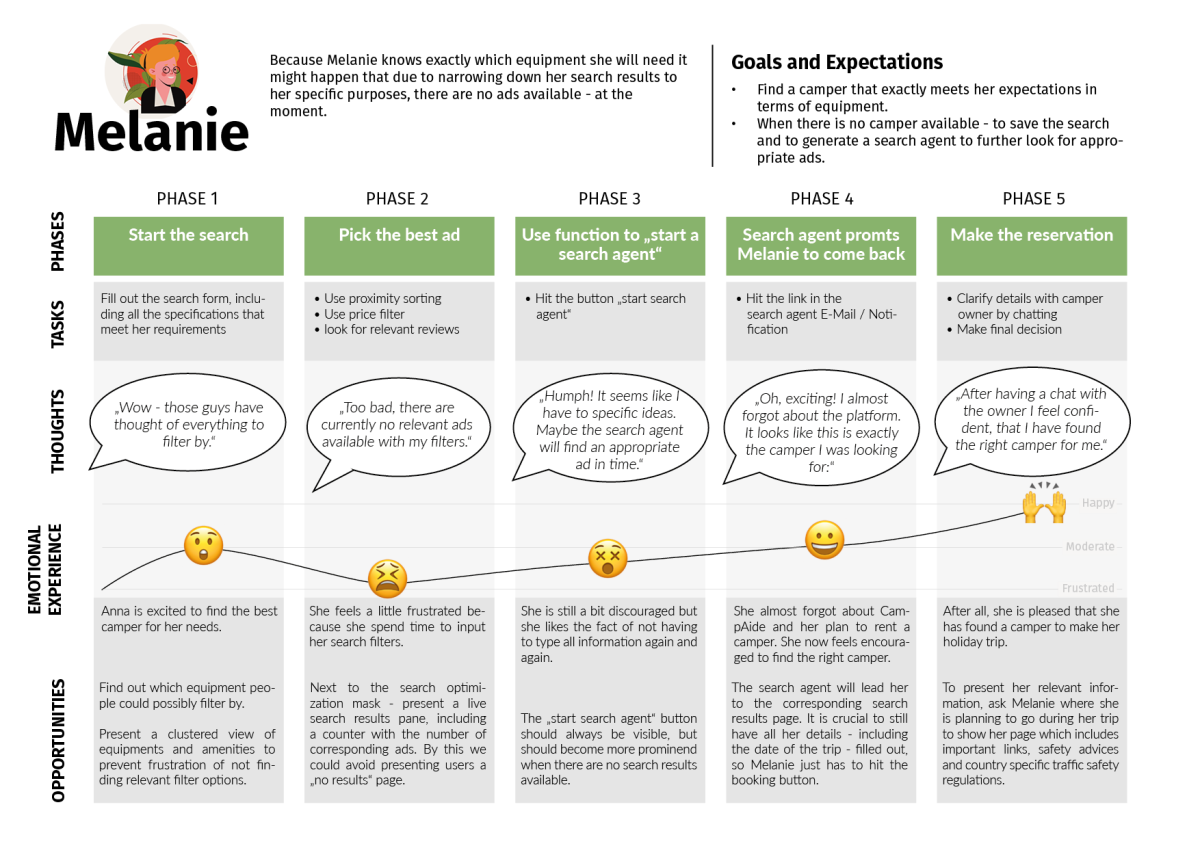 Melanie
Because Melanie knows exactly which equipment she will need it
might happen that due to narrowing down her search results to
her specific purposes, there are no ads available - at the
moment.
Goals and Expectations
• Find a camper that exactly meets her expectations in
terms of equipment.
• When there is no camper available - to save the search
and to generate a search agent to further look for appro-
priate ads.
PHASES
PHASE 1
PHASE 2
PHASE 3
PHASE 4
PHASE 5
Start the search
Pick the best ad
Use function to „start a
search agent“
Search agent promts
Melanie to come back
Make the reservation
TASKS
Fill out the search form, inclu-
ding all the specifications that
meet her requirements
• Use proximity sorting
• Use price filter
• look for relevant reviews
• Hit the button „start search
agent“
• Hit the link in the
search agent E-Mail / Noti-
fication
• Clarify details with camper
owner by chatting
• Make final decision
THOUGHTS
„Wow - those guys have
thought of everything to
filter by.“
„Too bad, there are
currently no relevant ads
available with my filters.“
„Humph! It seems like I
have to specific ideas.
Maybe the search agent
will find an appropriate
ad in time.“
„Oh, exciting! I almost
forgot about the platform.
It looks like this is exactly
the camper I was looking
for:“
„After having a chat with
the owner I feel confi-
dent, that I have found
the right camper for me.“
EMOTIONAL
EXPERIENCE
Happy
Moderate
Frustrated
Anna is excited to find the best
camper for her needs.
She feels a little frustrated be-
cause she spend time to input
her search filters.
She is still a bit discouraged but
she likes the fact of not having
to type all information again and
again.
She almost forgot about Cam-
pAide and her plan to rent a
camper. She now feels encoura-
ged to find the right camper.
After all, she is pleased that she
has found a camper to make her
holiday trip.
OPPORTUNITIES
Find out which equipment peo-
ple could possibly filter by.
Present a clustered view of
equipments and amenities to
prevent frustration of not fin-
ding relevant filter options.
Next to the search optimi-
zation mask - present a live
search results pane, including
a counter with the number of
corresponding ads. By this we
could avoid presenting users a
„no results“ page.
The „start search agent“ button
should always be visible, but
should become more prominend
when there are no search results
available.
The search agent will lead her
to the corresponding search
results page. It is crucial to still
have all her details - including
the date of the trip - filled out,
so Melanie just has to hit the
booking button.
To present her relevant infor-
mation, ask Melanie where she
is planning to go during her trip
to show her page which includes
important links, safety advices
and country specific traffic safety
regulations.